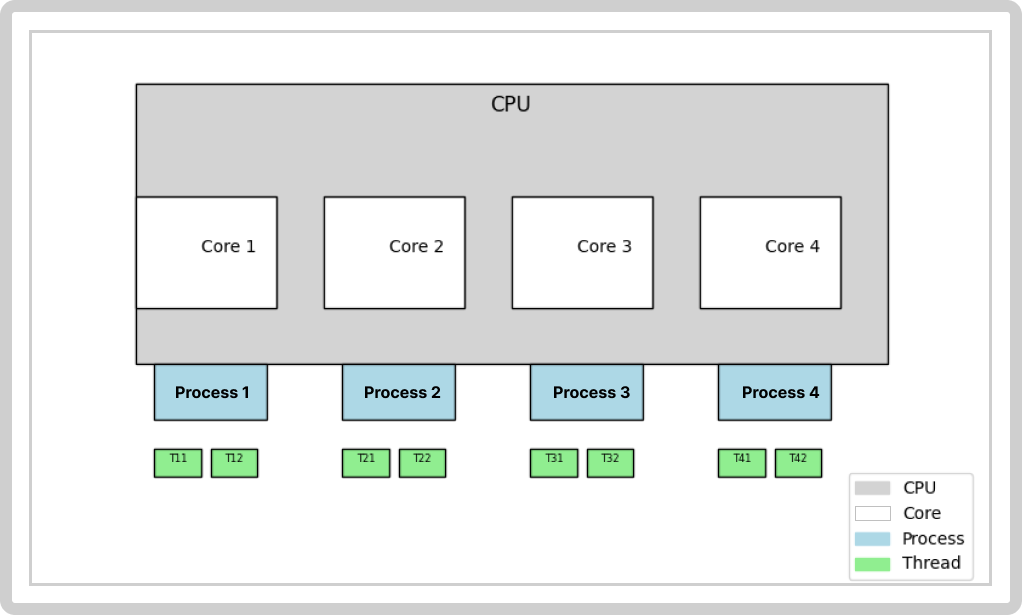 CPU
Core 1 Core 2 Core 3 Core 4
Process 1 Process 2 Process 3 Process 4
T11 T12 T21 T22 T31 T32 T41 T42
CPU
Core
Process
Thread